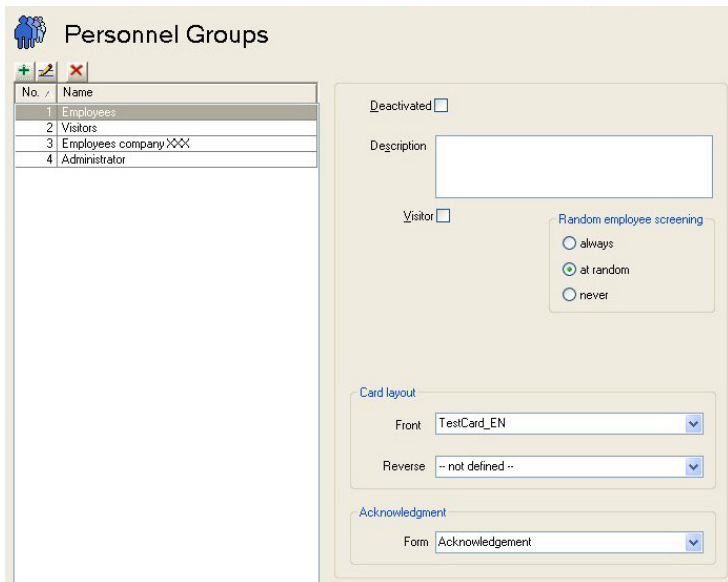 Personnel Groups
No. Name
1 Employees
2 Visitors
3 Employees company XXX
4 Administrator
Deactivated
Description
Visitor
Random employee screening
always
at random
never
Card layout
Front TestCard_EN
Reverse -- not defined --
Acknowledgment
Form Acknowledgement